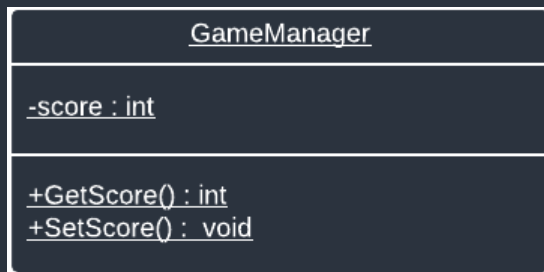 GameManager
-score : int
+GetScore() : int
+SetScore() :  void